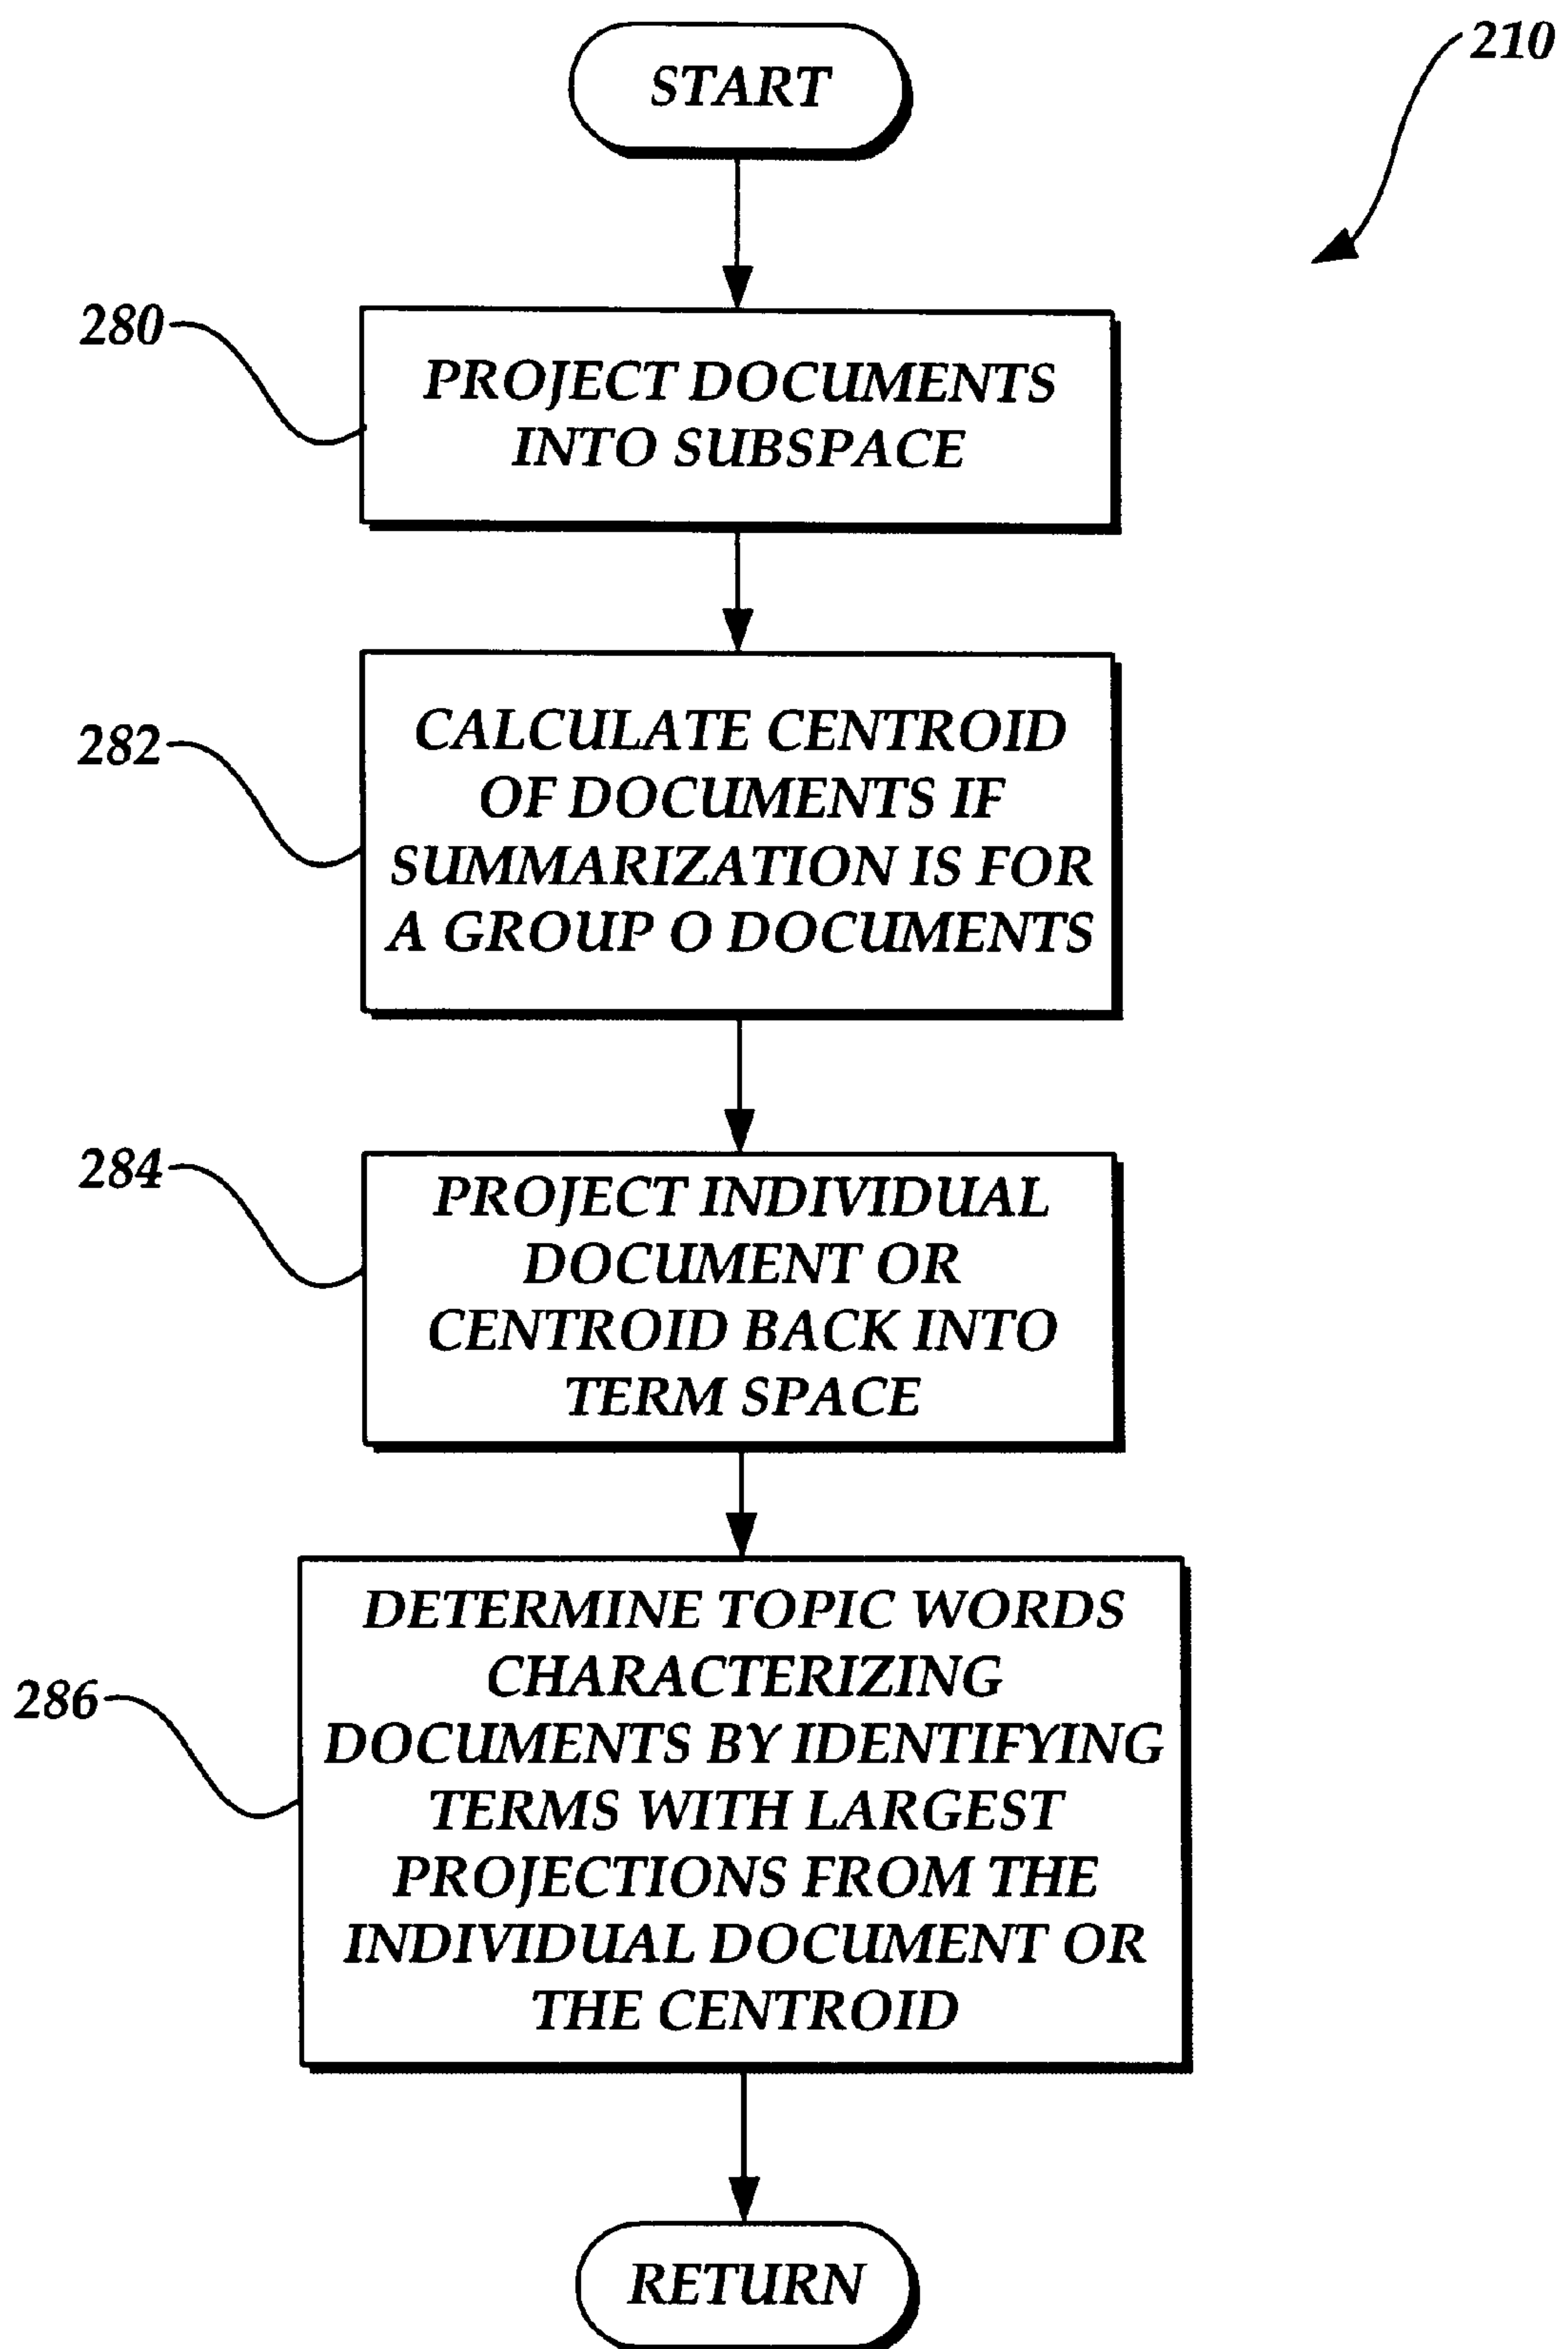 START
210
280
PROJECT DOCUMENTS
INTO SUBSPACE
282
CALCULATE CENTROID
OF DOCUMENTS IF
SUMMARIZATION IS FOR
A GROUP O DOCUMENTS
284
PROJECT INDIVIDUAL
DOCUMENT OR
CENTROID BACK INTO
TERM SPACE
286
DETERMINE TOPIC WORDS
CHARACTERIZING
DOCUMENTS BY IDENTIFYING
TERMS WITH LARGEST
PROJECTIONS FROM THE
INDIVIDUAL DOCUMENT OR
THE CENTROID
RETURN